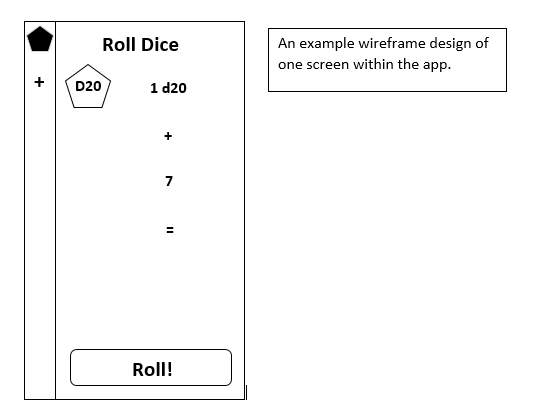 Roll Dice
+
D20
1 d20
+
7
=
Roll!
An example wireframe design of
one screen within the app.